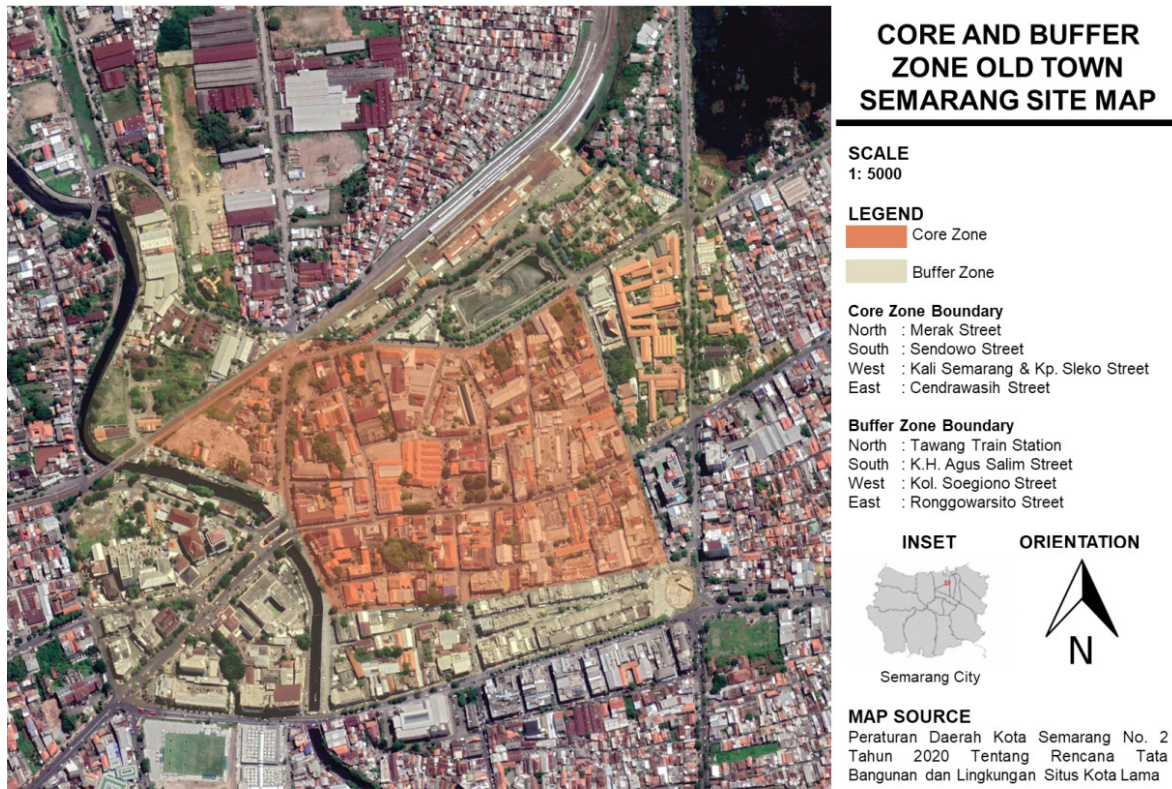 CORE AND BUFFER
ZONE OLD TOWN
SEMARANG SITE MAP
SCALE
1: 5000
LEGEND
Core Zone
Buffer Zone
Core Zone Boundary
North : Merak Street
South : Sendowo Street
West : Kali Semarang & Kp. Sleko Street
East : Cendrawasih Street
Buffer Zone Boundary
North : Tawang Train Station
South : K.H. Agus Salim Street
West : Kol. Soegiono Street
East : Ronggowarsito Street
INSET
Semarang City
ORIENTATION
N
MAP SOURCE
Peraturan Daerah Kota Semarang No. 2
Tahun 2020 Tentang Rencana Tata
Bangunan dan Lingkungan Situs Kota Lama